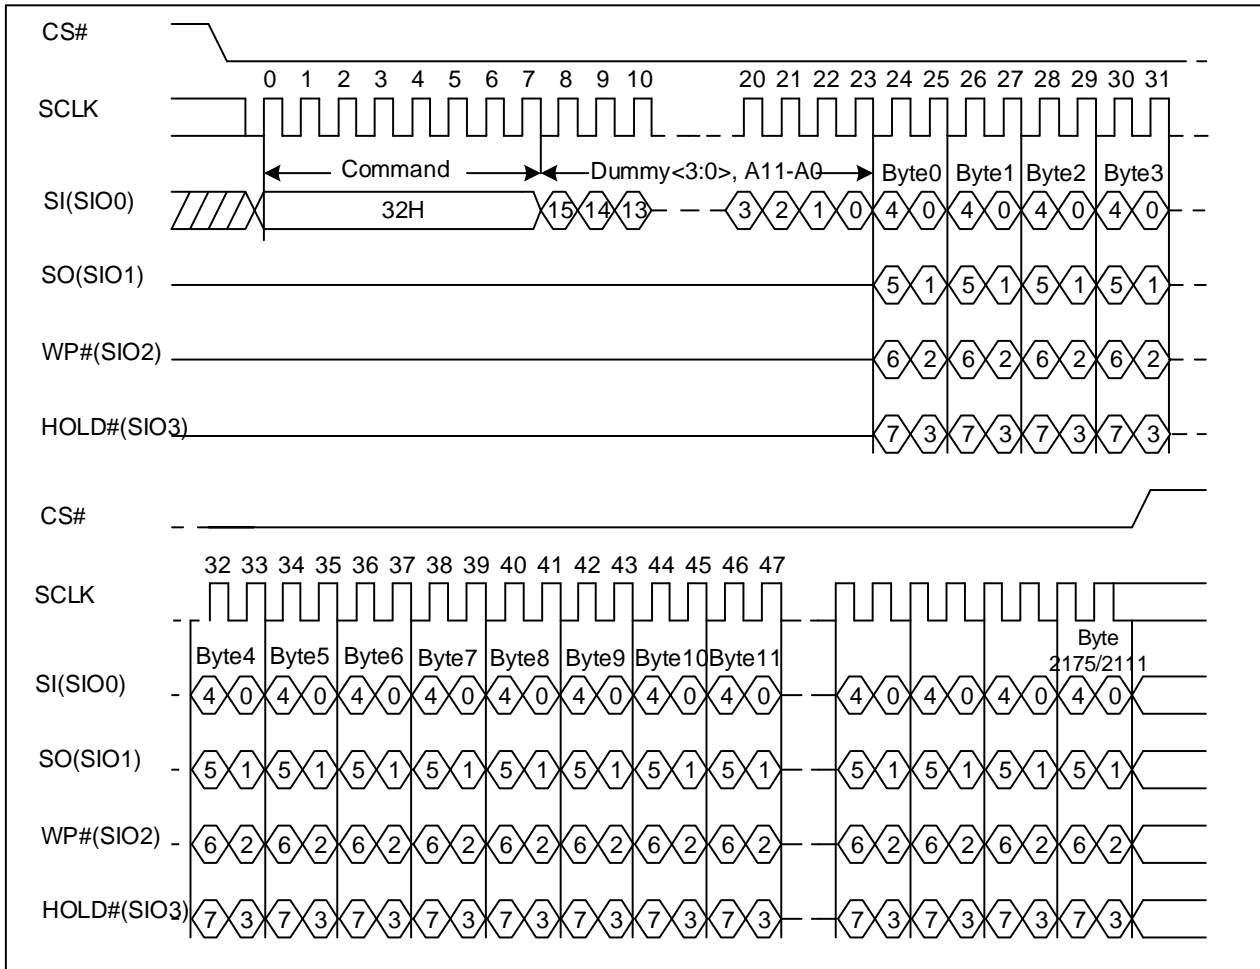 CS#
0 1 2 3 4 5 6 7 8 9 10 20 21 22 23 24 25 26 27 28 29 30 31
SCLK
Command Dummy<3:0>, A11-A0 Byte0 Byte1 Byte2 Byte3
SI(SIO0) 32H 15 14 13 3 2 1 0 4 0 4 0 4 0 4 0
SO(SIO1) 5 1 5 1 5 1 5 1
WP#(SIO2) 6 2 6 2 6 2 6 2
HOLD#(SIO3) 7 3 7 3 7 3 7 3
CS#
32 33 34 35 36 37 38 39 40 41 42 43 44 45 46 47
SCLK
Byte4 Byte5 Byte6 Byte7 Byte8 Byte9 Byte10 Byte11 Byte
2175/2111
SI(SIO0) 4 0 4 0 4 0 4 0 4 0 4 0 4 0 4 0 4 0 4 0 4 0 4 0
SO(SIO1) 5 1 5 1 5 1 5 1 5 1 5 1 5 1 5 1 5 1 5 1 5 1 5 1
WP#(SIO2) 6 2 6 2 6 2 6 2 6 2 6 2 6 2 6 2 6 2 6 2 6 2 6 2
HOLD#(SIO3) 7 3 7 3 7 3 7 3 7 3 7 3 7 3 7 3 7 3 7 3 7 3 7 3